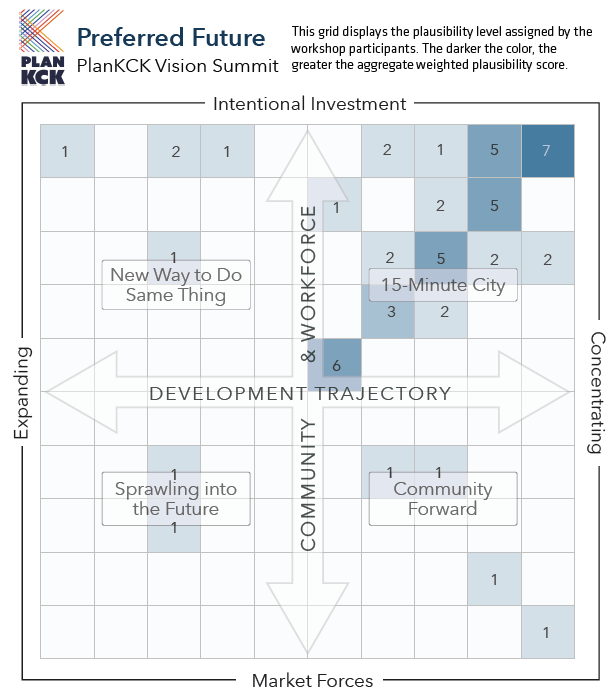 PLAN
KCK
Preferred Future
PlanKCK Vision Summit
This grid displays the plausibility level assigned by the
workshop participants. The darker the color, the
greater the aggregate weighted plausibility score.
Intentional Investment
1 2 1 2 1 5 7
1 2 5
1 2 5 2 2
New Way to Do
Same Thing
15-Minute City
3 2
6
Expanding
Concentrating
DEVELOPMENT TRAJECTORY
COMMUNITY & WORKFORCE
1 1 1
Sprawling into
the Future
Community
Forward
1
1
1
Market Forces